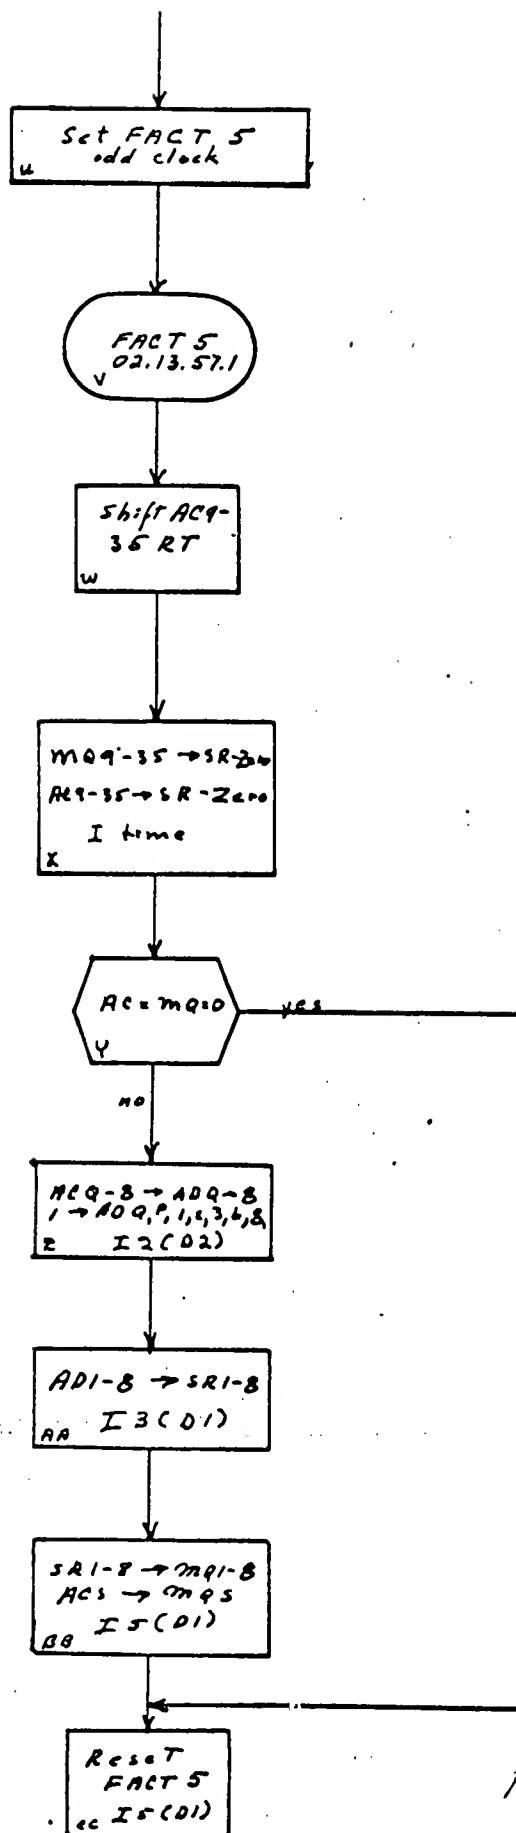 Set FACT 5
odd clock
u
FACT 5
02.13.57.1
V
Shift AC9-
35 RT
W
MQ9-35 → SR-Zero
AC9-35 → SR-Zero
I time
X
AC = MQ = 0
yes
Y
no
ACQ-8 → ADQ-8
1 → ADQ, P, 1, 2, 3, 6, 8,
Z I2(D2)
AD1-8 → SR1-8
I3(D1)
AA
SR1-8 → MQ1-8
ACS → MQS
I5(D1)
BB
Reset
FACT 5
cc I5(D1)